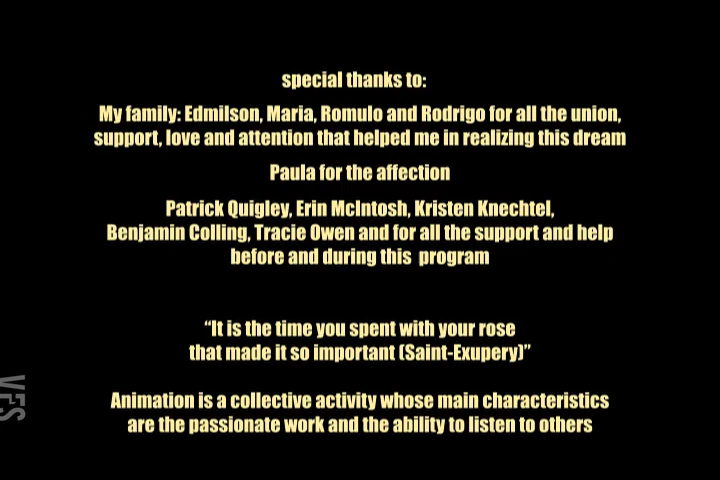 special thanks to:
My family: Edmilson, Maria, Romulo and Rodrigo for all the union,
support, love and attention that helped me in realizing this dream
Paula for the affection
Patrick Quigley, Erin McIntosh, Kristen Knechtel,
Benjamin Colling, Tracie Owen and for all the support and help
before and during this  program
“It is the time you spent with your rose
that made it so important (Saint-Exupery)”
Animation is a collective activity whose main characteristics
are the passionate work and the ability to listen to others
VFS